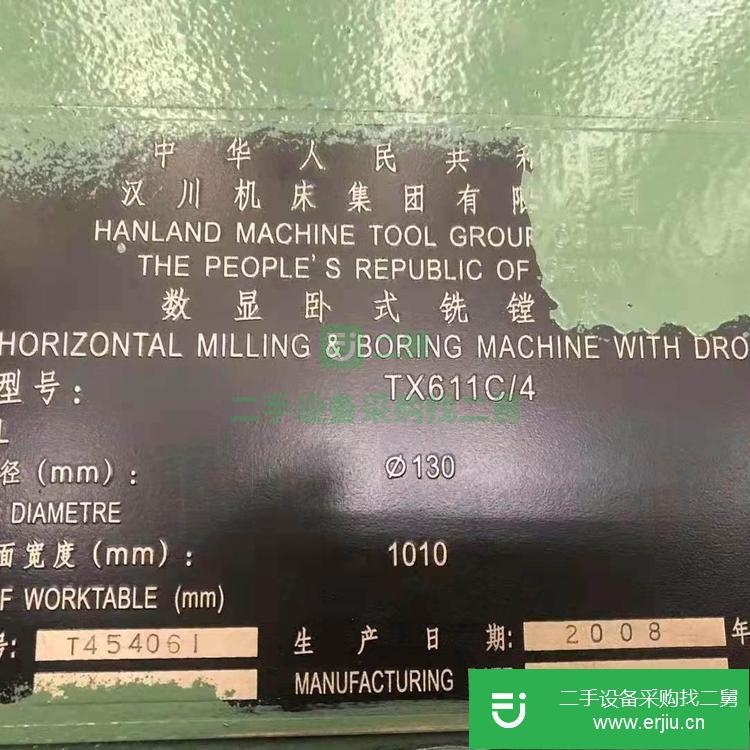 中华人民共和
汉川机床集团有限
HANLAND MACHINE TOOL GROUP
THE PEOPLE'S REPUBLIC OF
数显卧式铣镗
HORIZONTAL MILLING & BORING MACHINE WITH DRO
二手设备采购找二舅
型号: TX611C/4
L
径(mm): Ø130
DIAMETRE
面宽度(mm): 1010
F WORKTABLE (mm)
号: T454061 生产日期: 2008 年
MANUFACTURING
二手设备采购找二舅
www.erjiu.cn